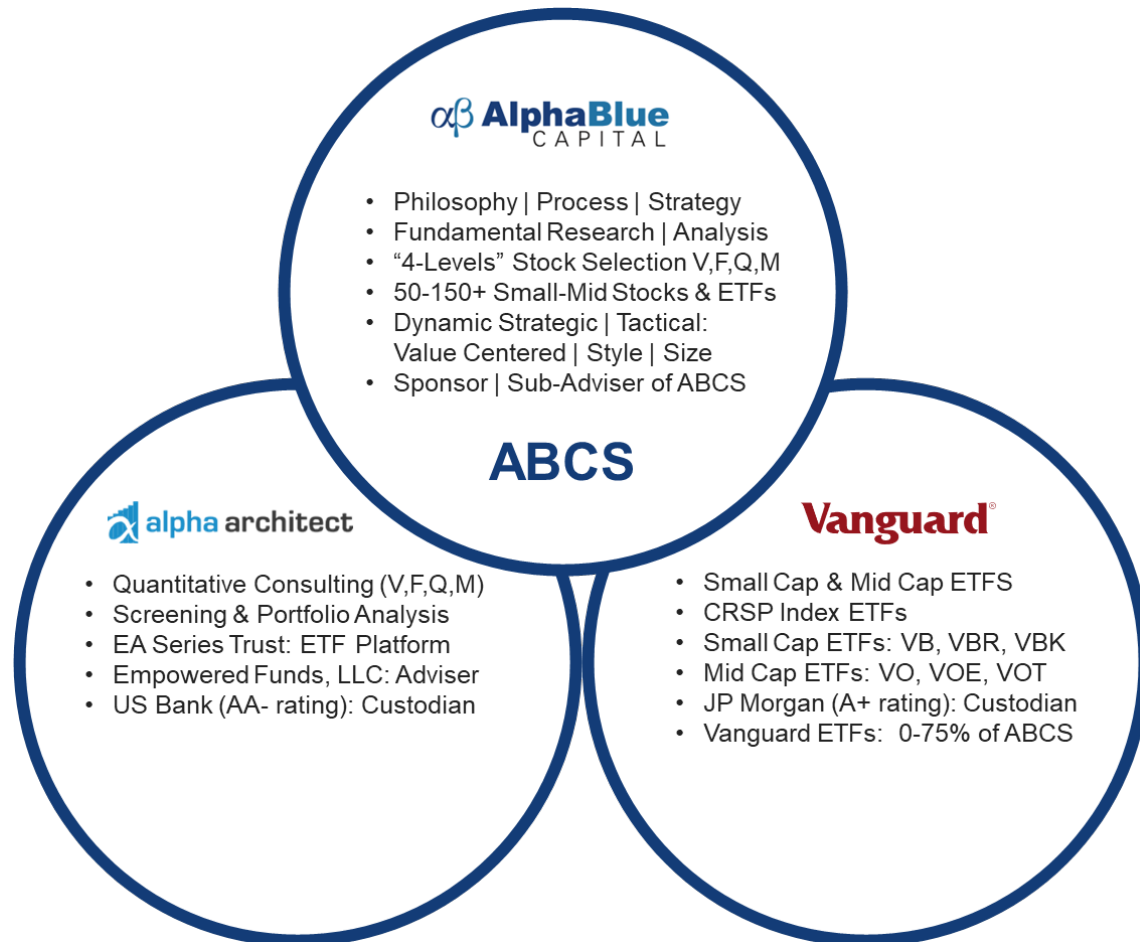 αβ AlphaBlue
CAPITAL
• Philosophy | Process | Strategy
• Fundamental Research | Analysis
• “4-Levels” Stock Selection V,F,Q,M
• 50-150+ Small-Mid Stocks & ETFs
• Dynamic Strategic | Tactical:
Value Centered | Style | Size
• Sponsor | Sub-Adviser of ABCS
ABCS
alpha architect
• Quantitative Consulting (V,F,Q,M)
• Screening & Portfolio Analysis
• EA Series Trust: ETF Platform
• Empowered Funds, LLC: Adviser
• US Bank (AA- rating): Custodian
Vanguard®
• Small Cap & Mid Cap ETFS
• CRSP Index ETFs
• Small Cap ETFs: VB, VBR, VBK
• Mid Cap ETFs: VO, VOE, VOT
• JP Morgan (A+ rating): Custodian
• Vanguard ETFs: 0-75% of ABCS